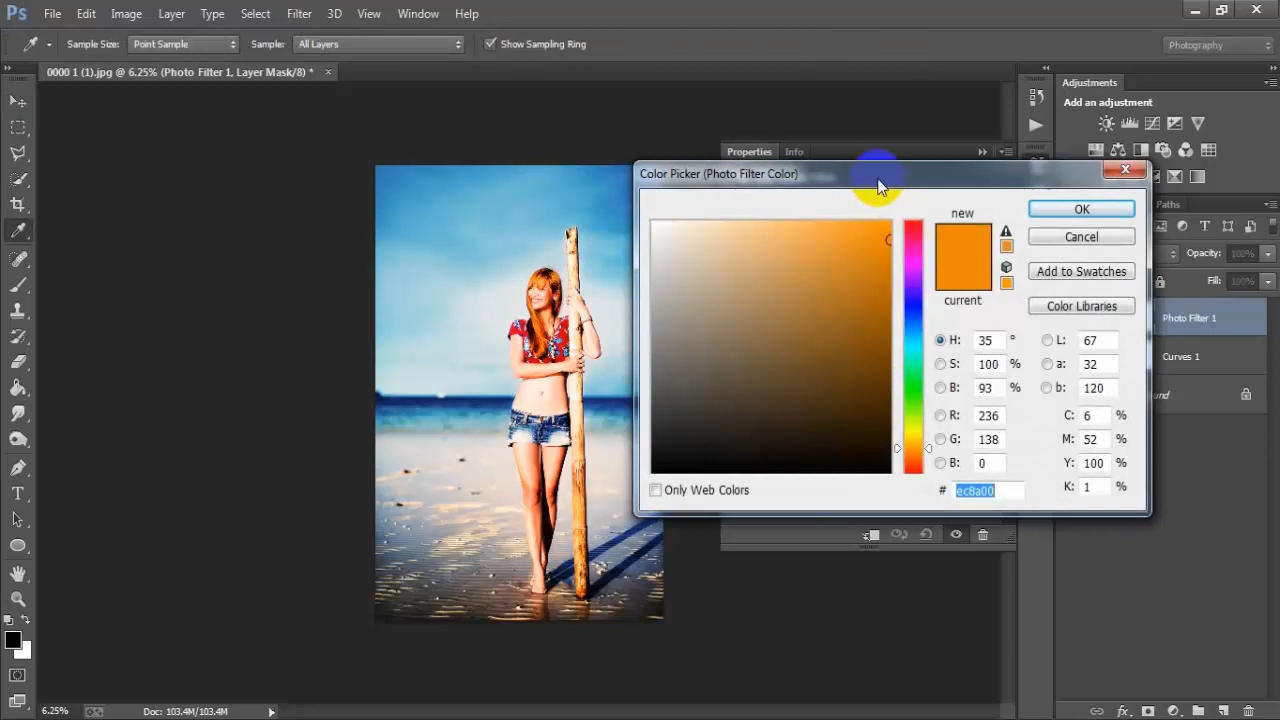 Ps File Edit Image Layer Type Select Filter 3D View Window Help
Sample Size: Point Sample Sample: All Layers Show Sampling Ring Photography
0000 1 (1).jpg @ 6.25% (Photo Filter 1, Layer Mask/8) * ×
Adjustments
Add an adjustment
Properties Info
Color Picker (Photo Filter Color)
Paths
new
OK
Cancel
Opacity: 100%
Add to Swatches
Fill: 100%
current
Color Libraries
Photo Filter 1
H: 35 ° L: 67
Curves 1
S: 100 % a: 32
B: 93 % b: 120
R: 236 C: 6 %
G: 138 M: 52 %
B: 0 Y: 100 %
Only Web Colors # ec8a00 K: 1 %
6.25% Doc: 103.4M/103.4M